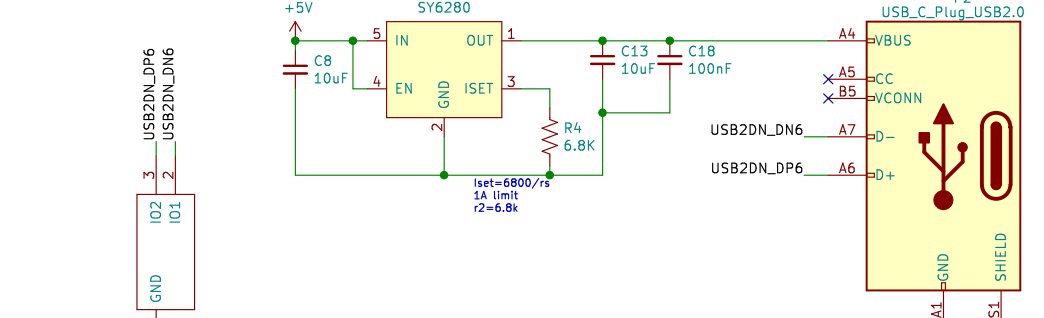 +5V
SY6280
USB_C_Plug_USB2.0
5
IN
OUT
1
C8
10uF
4
EN
ISET
3
GND
2
C13
10uF
C18
100nF
R4
6.8K
Iset=6800/rs
1A limit
r2=6.8k
A4
VBUS
A5
CC
B5
VCONN
USB2DN_DN6
A7
D-
USB2DN_DP6
A6
D+
GND
SHIELD
A1
S1
USB2DN_DP6
USB2DN_DN6
3
2
IO2
IO1
GND